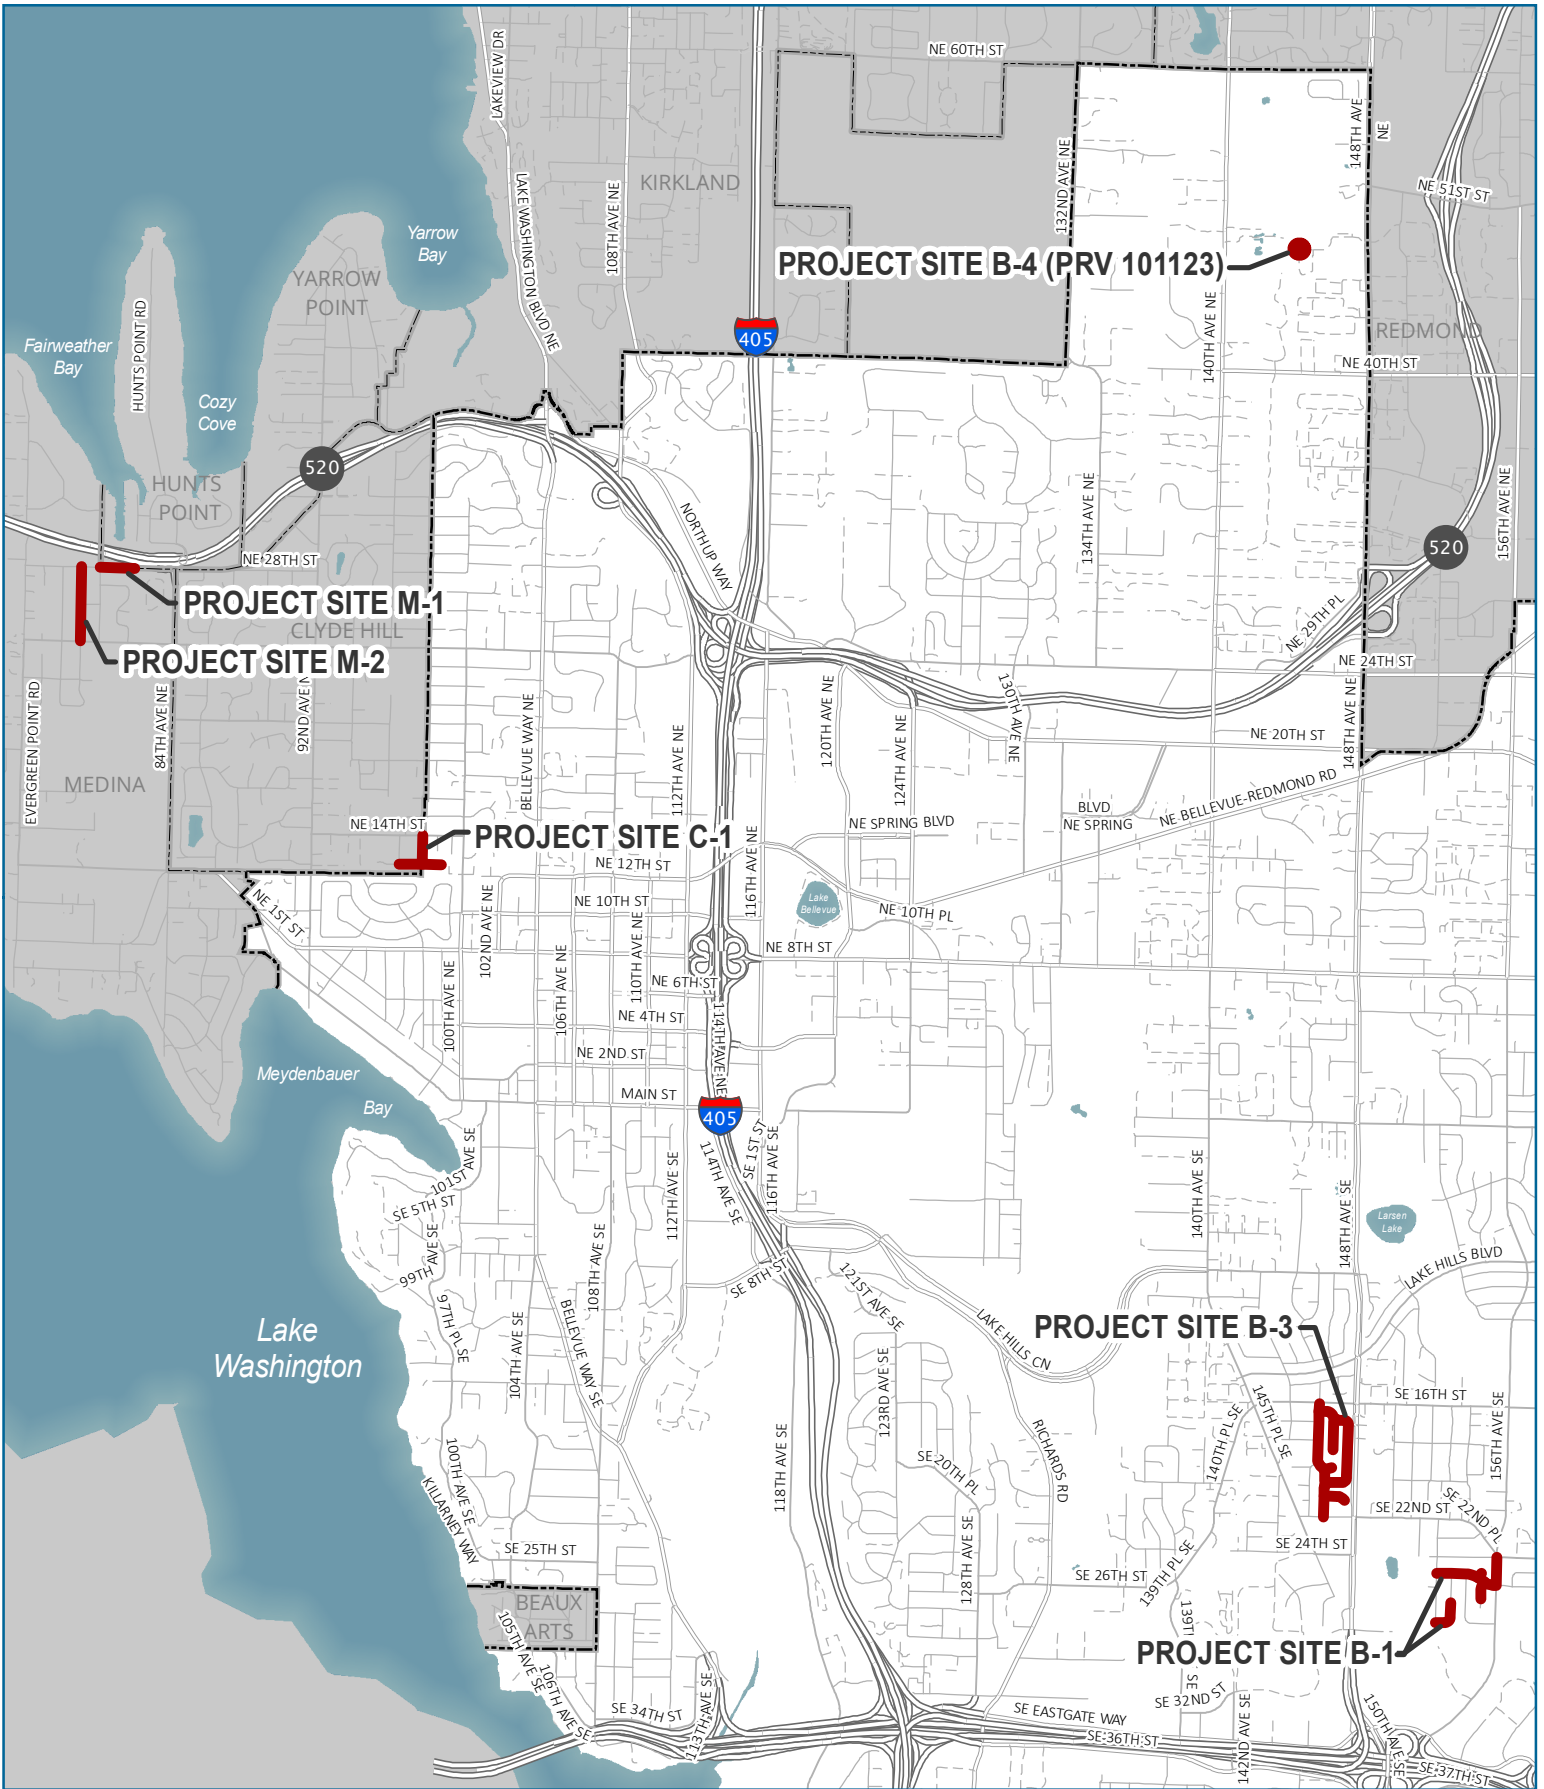 NE 60TH ST
LAKEVIEW DR
148TH AVE
NE
KIRKLAND
108TH AVE NE
LAKE WASHINGTON BLVD NE
132ND AVE NE
NE 51ST ST
Yarrow
Bay
YARROW
POINT
PROJECT SITE B-4 (PRV 101123)
HUNTS POINT RD
Fairweather
Bay
405
140TH AVE NE
REDMOND
NE 40TH ST
Cozy
Cove
520
HUNTS
POINT
NORTHUP WAY
134TH AVE NE
156TH AVE NE
520
NE 28TH ST
PROJECT SITE M-1
CLYDE HILL
PROJECT SITE M-2
NE 29TH PL
NE 24TH ST
EVERGREEN POINT RD
84TH AVE NE
92ND AVE N
BELLEVUE WAY NE
112TH AVE NE
120TH AVE NE
124TH AVE NE
130TH AVE NE
148TH AVE NE
NE 20TH ST
MEDINA
NE 14TH ST
PROJECT SITE C-1
NE SPRING BLVD
BLVD
NE SPRING
NE BELLEVUE-REDMOND RD
NE 12TH ST
116TH AVE NE
NE 10TH ST
Lake
Bellevue
NE 10TH PL
NE 1ST ST
102ND AVE NE
110TH AVE NE
NE 8TH ST
100TH AVE NE
106TH AVE NE
NE 6TH ST
NE 4TH ST
114TH AVE NE
NE 2ND ST
Meydenbauer
Bay
MAIN ST
405
101ST
AVE SE
SE 5TH ST
99TH
AVE SE
97TH PL SE
112TH AVE SE
114TH AVE SE
SE 1ST ST
116TH AVE SE
140TH AVE SE
148TH AVE SE
Larsen
Lake
LAKE HILLS BLVD
108TH AVE SE
SE 8TH ST
121ST AVE SE
Lake
Washington
104TH AVE SE
BELLEVUE WAY SE
LAKE HILLS CN
PROJECT SITE B-3
123RD AVE SE
145TH PL SE
SE 16TH ST
140TH PL SE
156TH AVE SE
RICHARDS RD
118TH AVE SE
SE 20TH PL
100TH AVE SE
KILLARNEY WAY
SE 22ND ST
SE 22ND PL
SE 25TH ST
128TH AVE SE
SE 24TH ST
SE 26TH ST
139TH PL SE
BEAUX
ARTS
105TH AVE SE
106TH AVE SE
139T
SE
PROJECT SITE B-1
SE 34TH ST
113TH AVE SE
SE 32ND ST
SE EASTGATE WAY
SE 36TH ST
142ND AVE SE
150TH AVE SE
SE 37TH ST